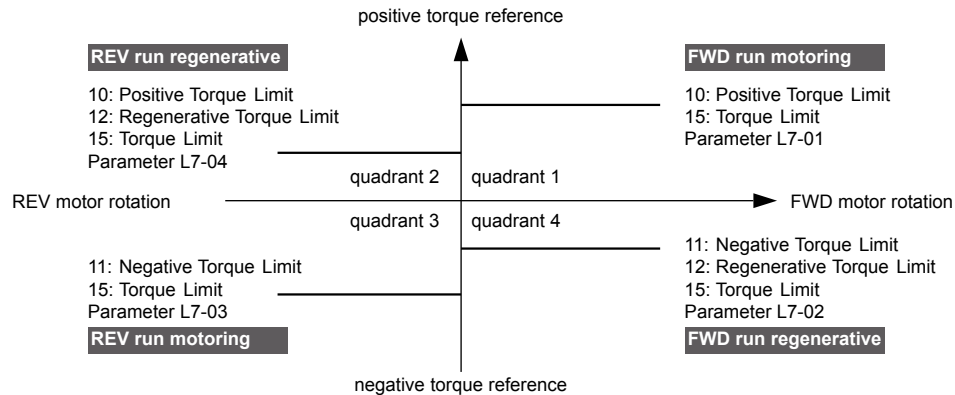 positive torque reference
REV run regenerative
10: Positive Torque Limit
12: Regenerative Torque Limit
15: Torque Limit
Parameter L7-04
FWD run motoring
10: Positive Torque Limit
15: Torque Limit
Parameter L7-01
quadrant 2
quadrant 1
REV motor rotation
FWD motor rotation
quadrant 3
quadrant 4
11: Negative Torque Limit
15: Torque Limit
Parameter L7-03
REV run motoring
11: Negative Torque Limit
12: Regenerative Torque Limit
15: Torque Limit
Parameter L7-02
FWD run regenerative
negative torque reference